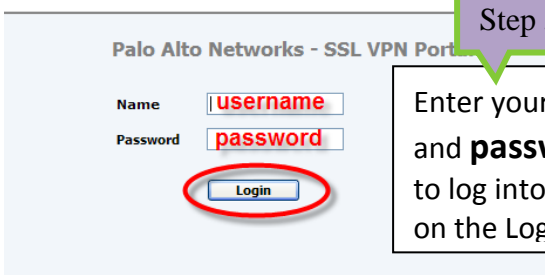 Step
Palo Alto Networks - SSL VPN
Name username
Password password
Login
Enter your
and passw
to log into
on the Log